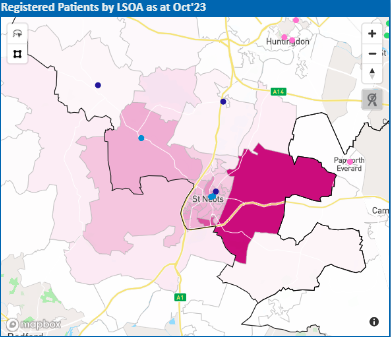 Registered Patients by LSOA as at Oct'23
Huntingdon
A14
Papworth
Everard
St Neots
Cam
A1
mapbox